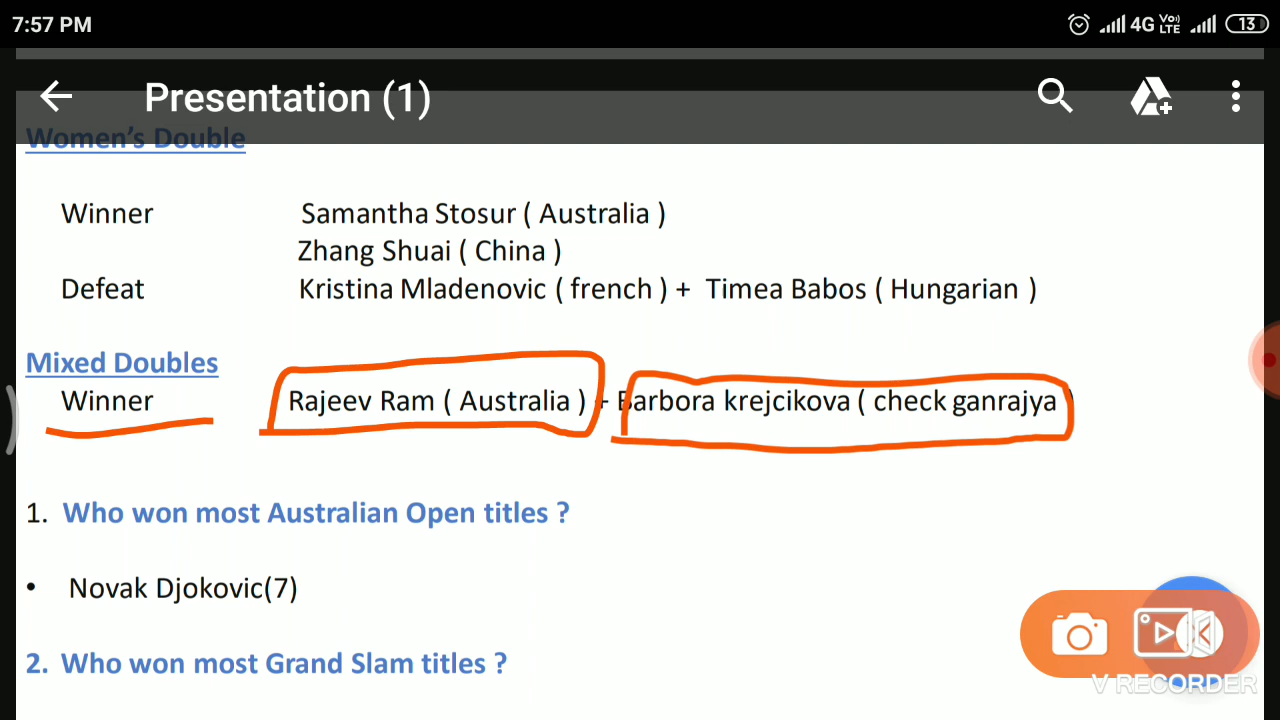 7:57 PM 4G Vo) LTE 13
Presentation (1)
Women's Double
Winner Samantha Stosur ( Australia )
Zhang Shuai ( China )
Defeat Kristina Mladenovic ( french ) + Timea Babos ( Hungarian )
Mixed Doubles
Winner Rajeev Ram ( Australia ) + Barbora krejcikova ( check ganrajya )
1. Who won most Australian Open titles ?
• Novak Djokovic(7)
2. Who won most Grand Slam titles ?
V RECORDER